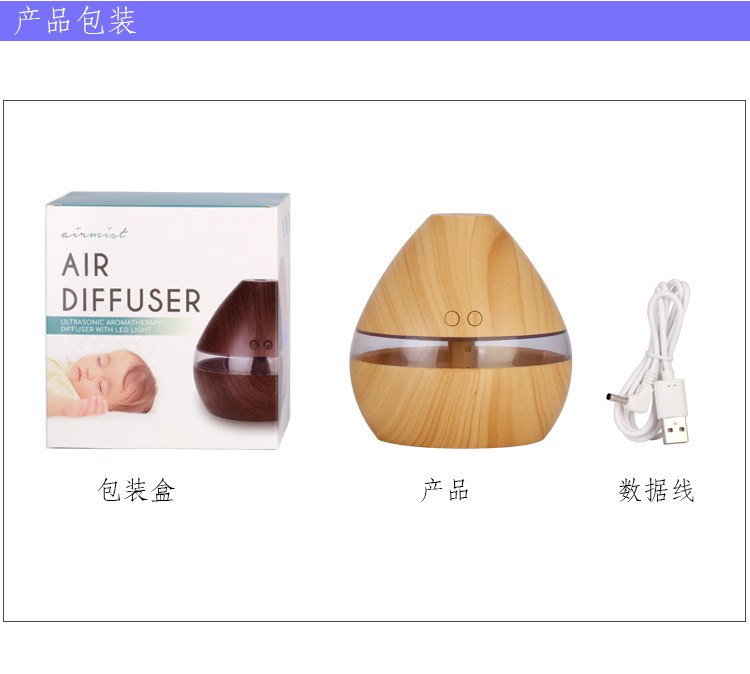 产品包装
airmist
AIR
DIFFUSER
ULTRASONIC AROMATHERAPY
DIFFUSER WITH LED LIGHT
包装盒
产品
数据线